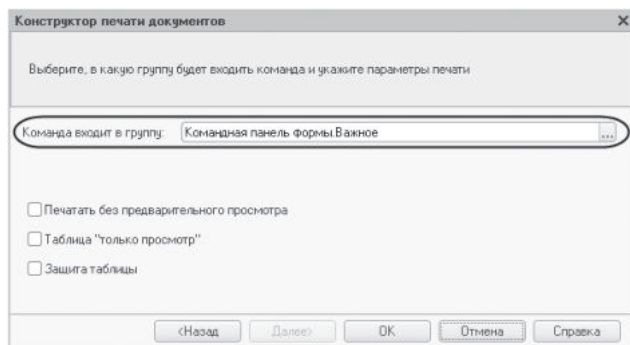 Конструктор печати документов
Выберите, в какую группу будет входить команда и укажите параметры печати
Команда входит в группу: Командная панель формы.Важное ...
Печатать без предварительного просмотра
Таблица "только просмотр"
Защита таблицы
<Назад Далее> OK Отмена Справка